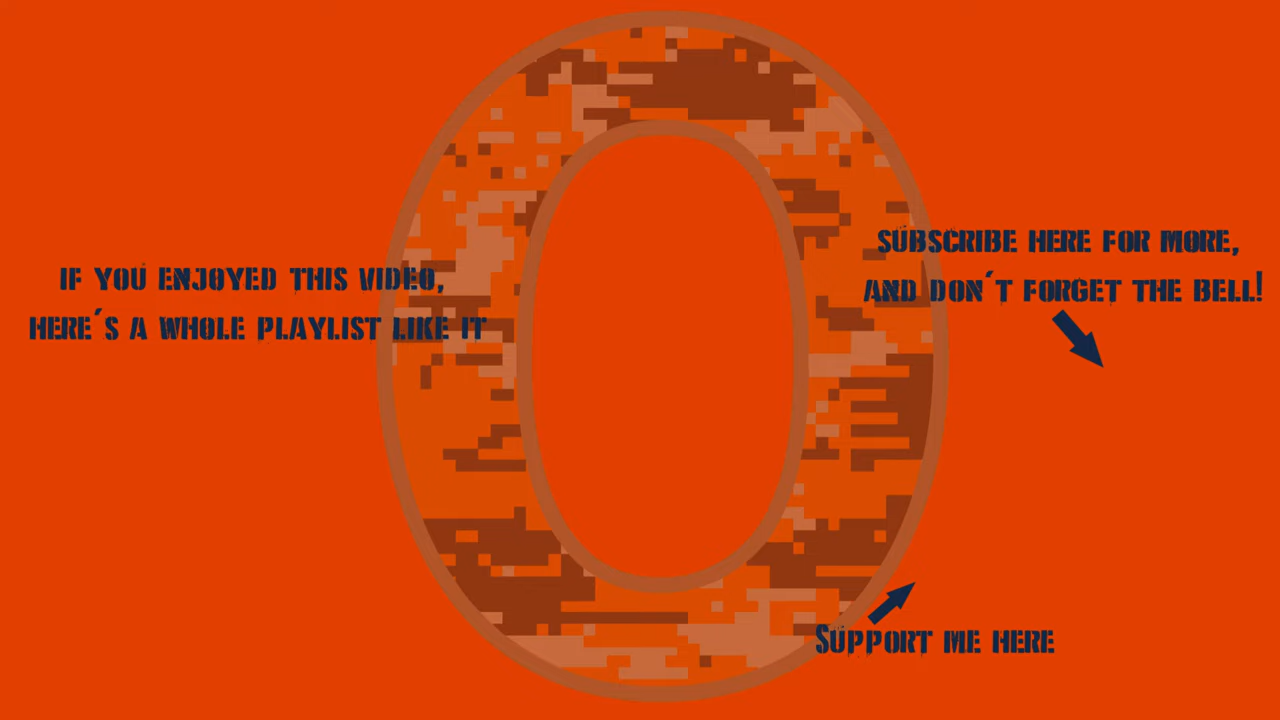 IF YOU ENJOYED THIS VIDEO,
HERE'S A WHOLE PLAYLIST LIKE IT
SUBSCRIBE HERE FOR MORE,
AND DON'T FORGET THE BELL!
SUPPORT ME HERE
O